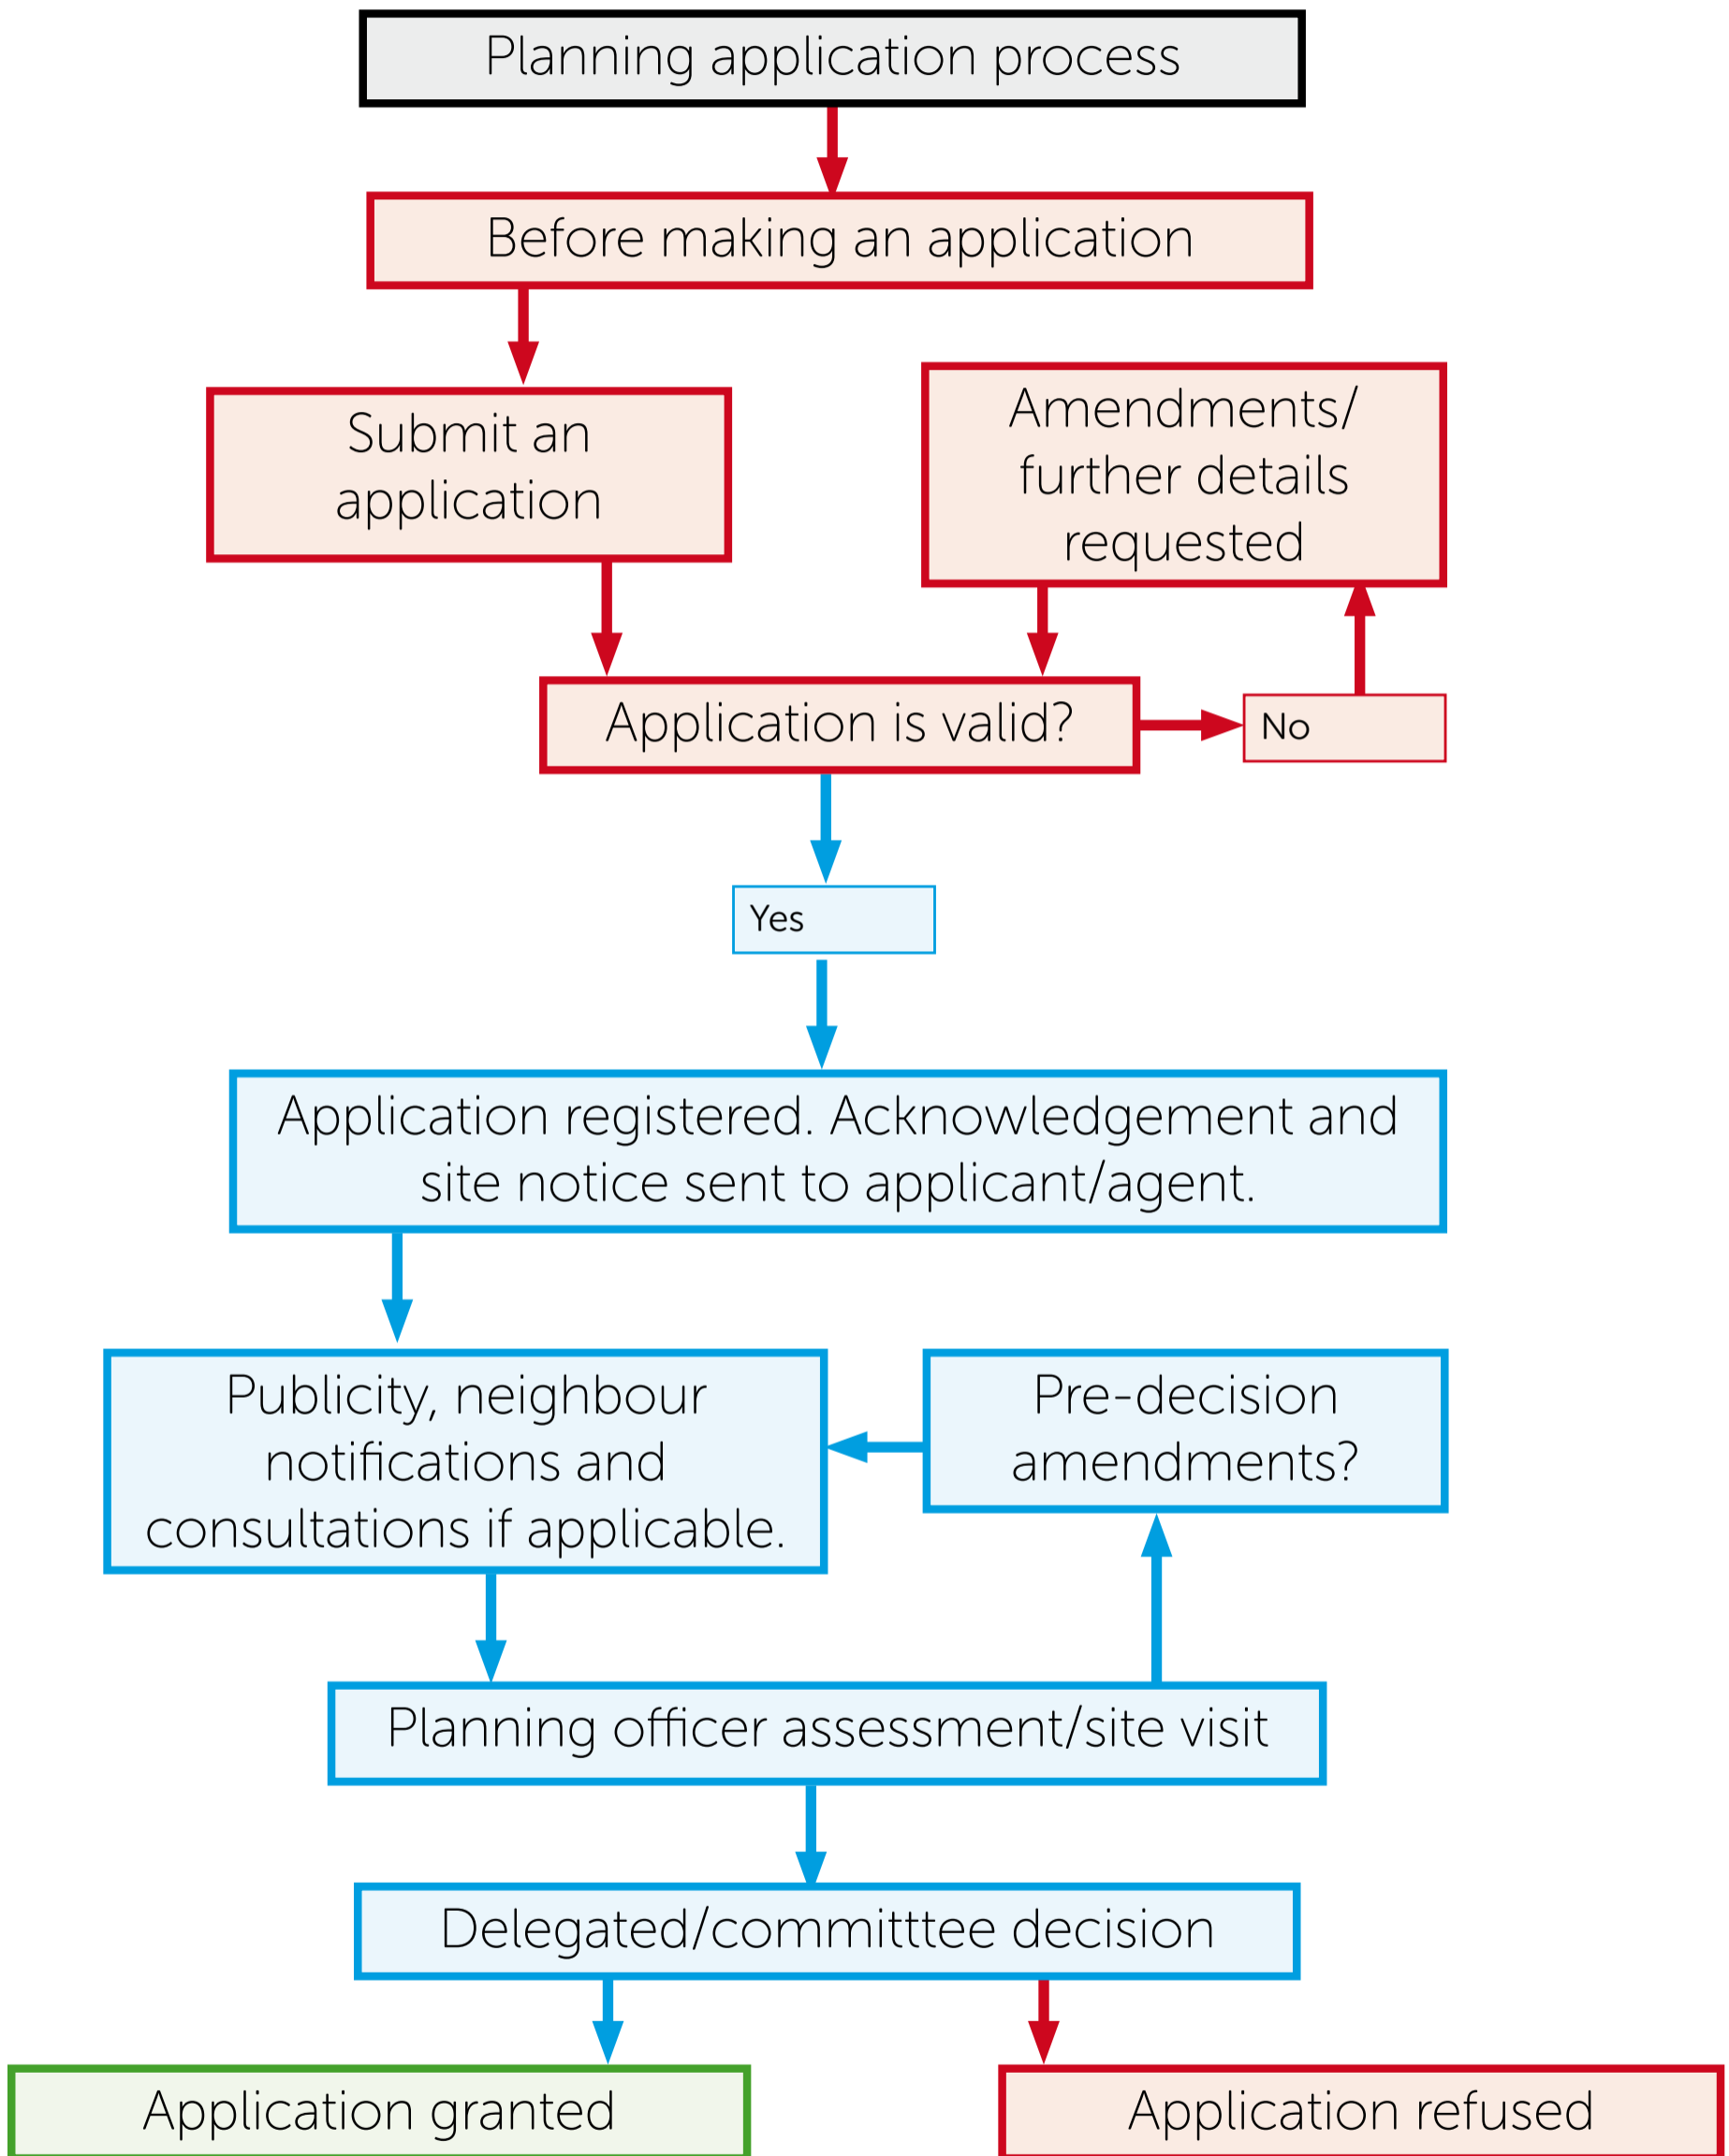 Planning application process
Before making an application
Submit an
application
Amendments/
further details
requested
Application is valid?
No
Yes
Application registered. Acknowledgement and
site notice sent to applicant/agent.
Publicity, neighbour
notifications and
consultations if applicable.
Pre-decision
amendments?
Planning officer assessment/site visit
Delegated/committee decision
Application granted
Application refused